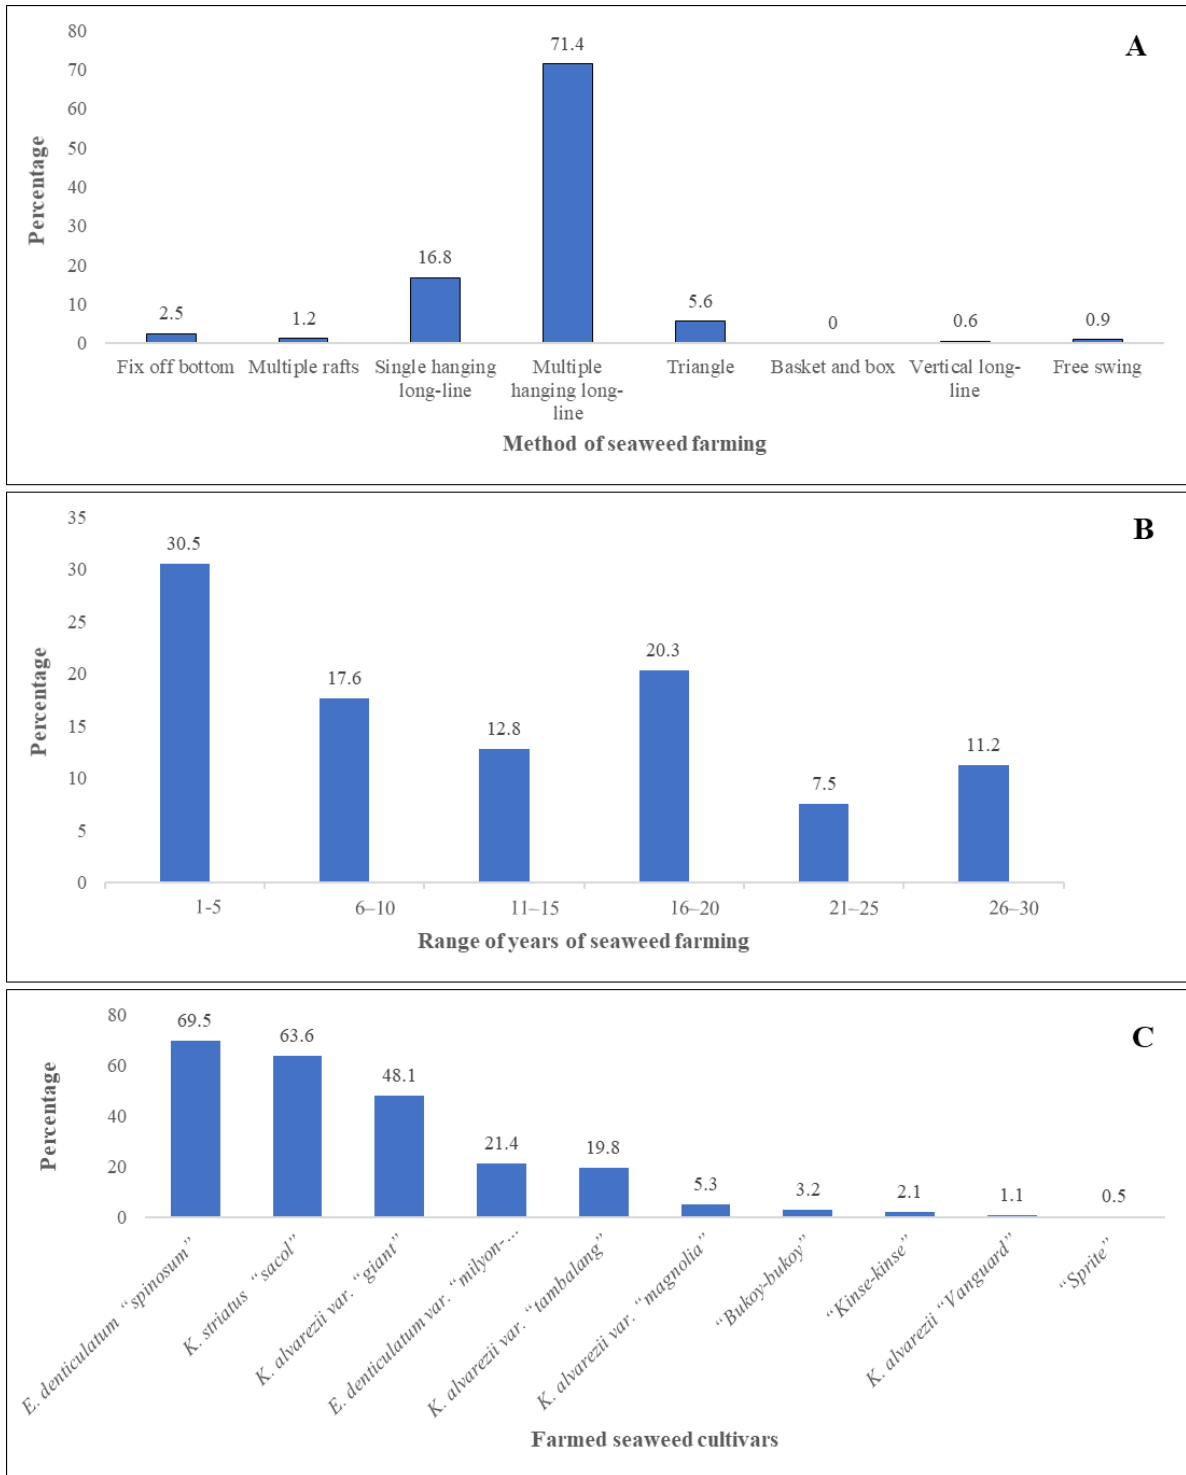 A
80
70
60
50
40
30
20
10
0
Percentage
2.5
1.2
16.8
71.4
5.6
0
0.6
0.9
Fix off bottom
Multiple rafts
Single hanging
long-line
Multiple
hanging long-
line
Triangle
Basket and box
Vertical long-
line
Free swing
Method of seaweed farming
B
35
30
25
20
15
10
5
0
Percentage
30.5
17.6
12.8
20.3
7.5
11.2
1-5
6–10
11–15
16–20
21–25
26–30
Range of years of seaweed farming
C
80
60
40
20
0
Percentage
69.5
63.6
48.1
21.4
19.8
5.3
3.2
2.1
1.1
0.5
E. denticulatum “spinosum”
K. striatus “sacol”
K. alvarezii var. “giant”
E. denticulatum var. “milyon-...
K. alvarezii var. “tambalang”
K. alvarezii var. “magnolia”
“Bukoy-bukoy”
“Kinse-kinse”
K. alvarezii “Vanguard”
“Sprite”
Farmed seaweed cultivars